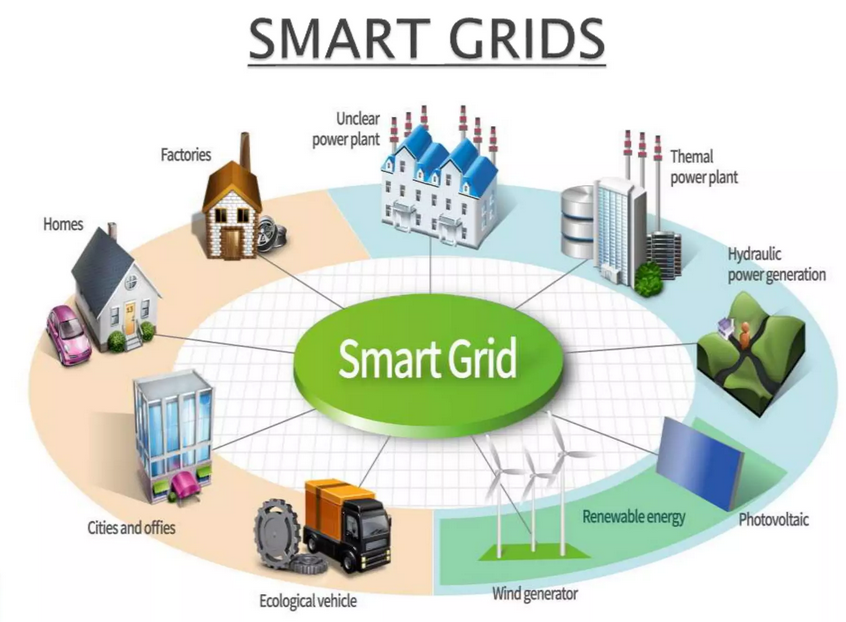 SMART GRIDS
Unclear
power plant
Factories
Themal
power plant
Homes
Hydraulic
power generation
Smart Grid
Cities and offies
Renewable energy
Photovoltaic
Ecological vehicle
Wind generator